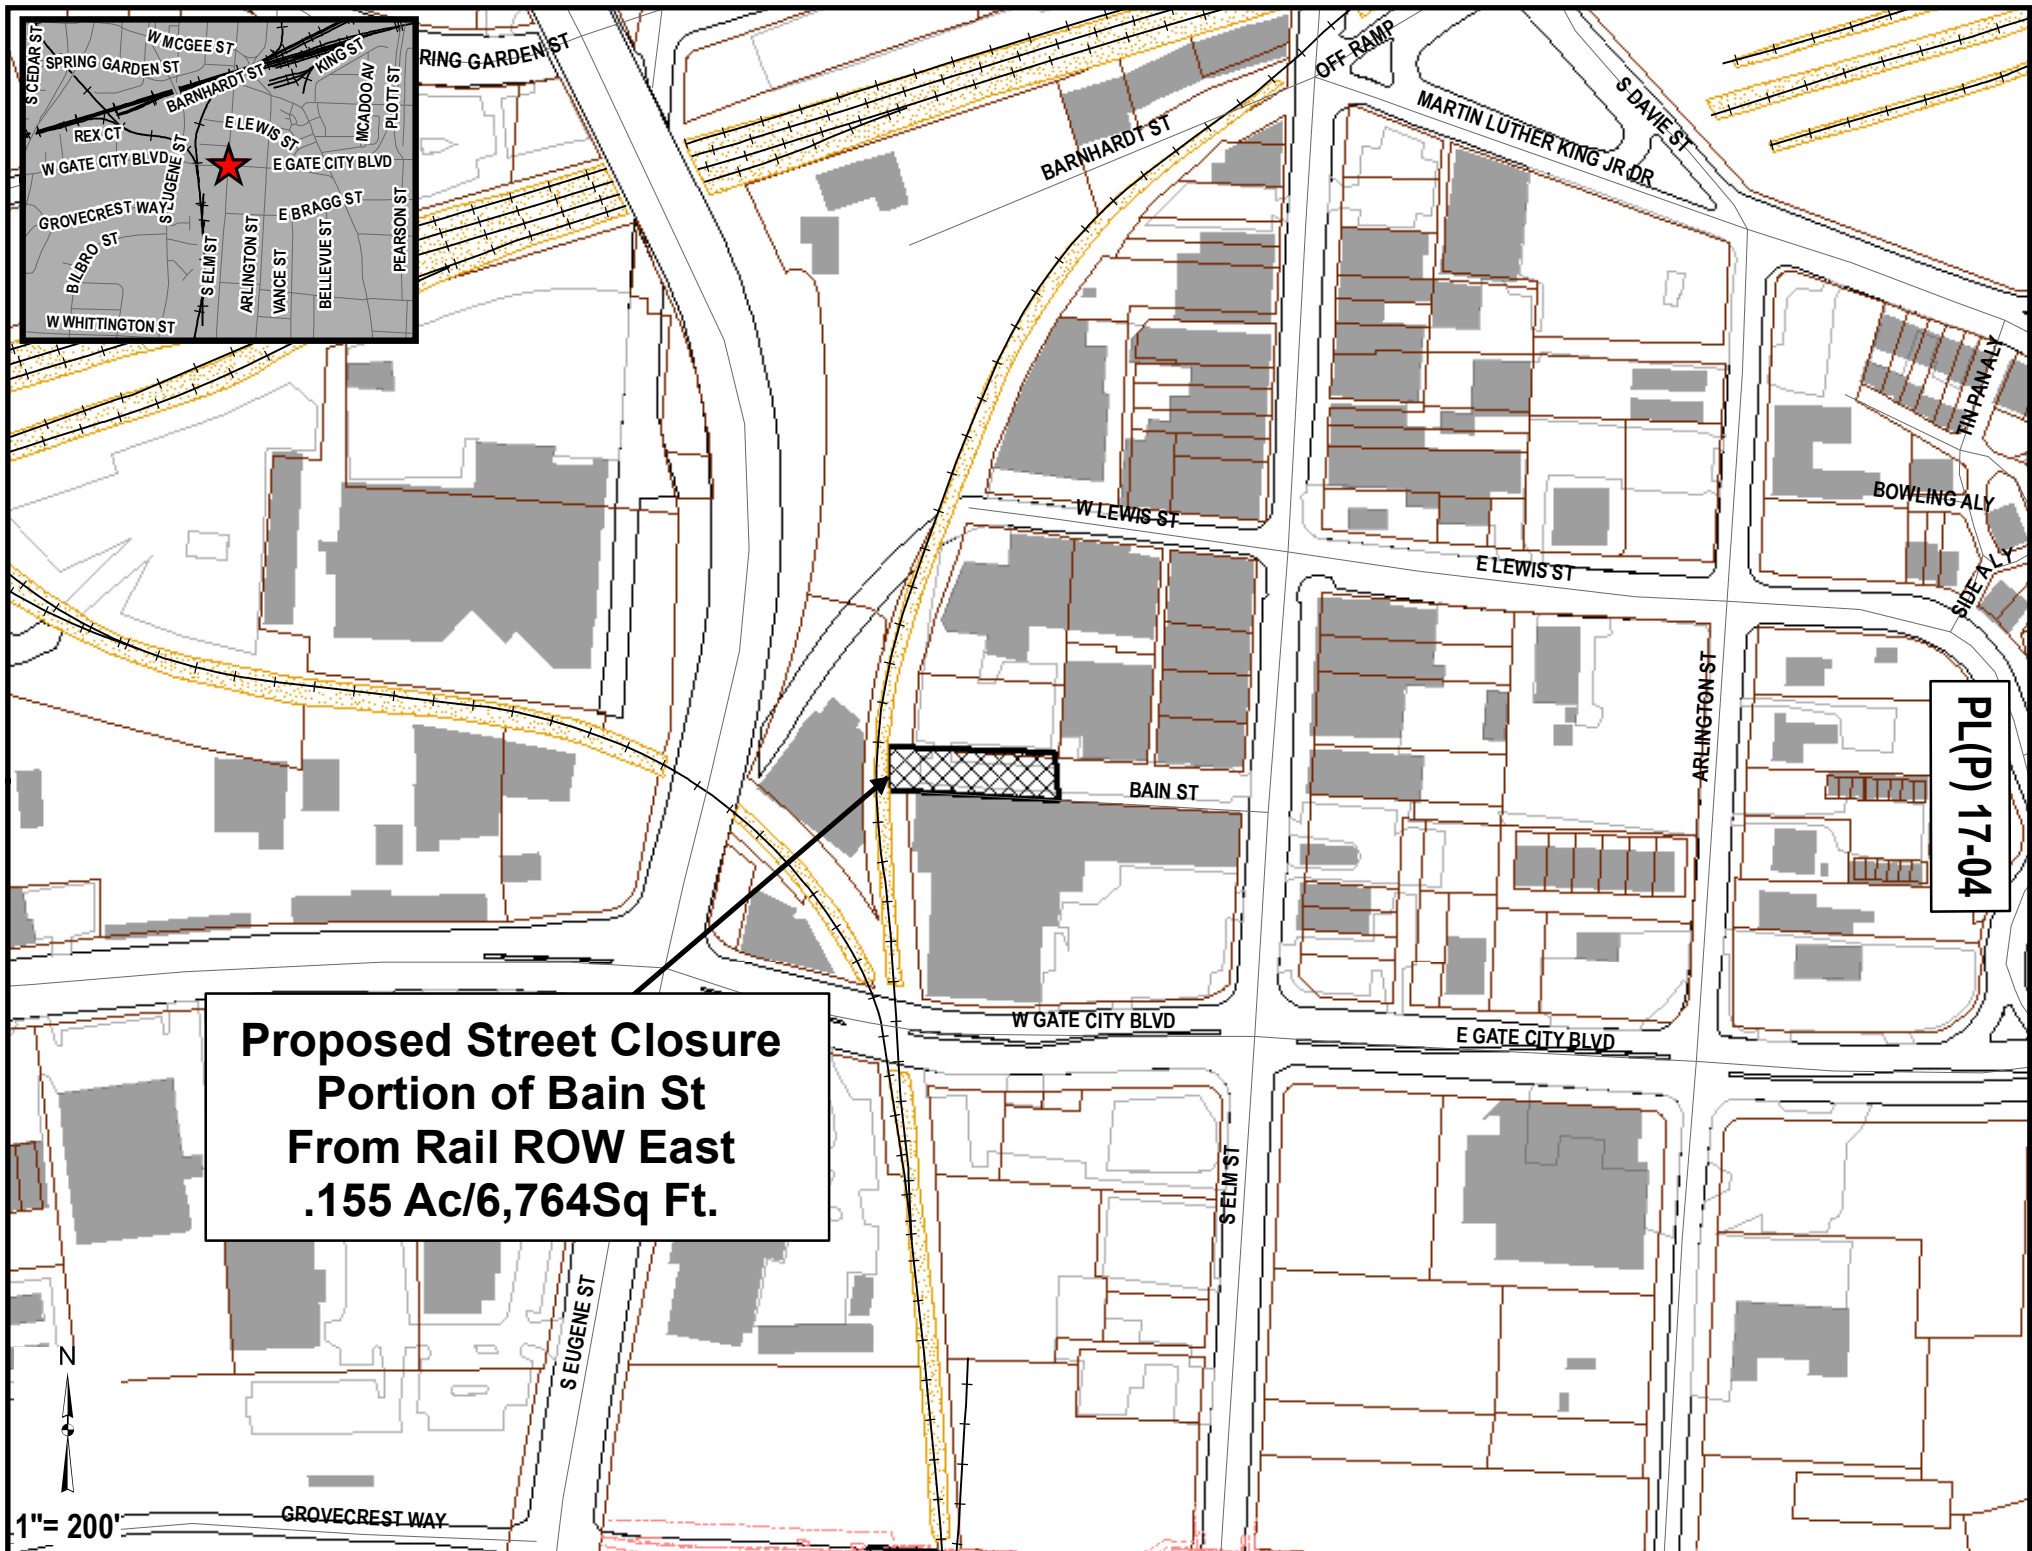 S CEDAR ST
W MCGEE ST
SPRING GARDEN ST
BARNHARDT ST
KING ST
MCADOO AV
PLOTT ST
REX CT
E LEWIS ST
W GATE CITY BLVD
S EUGENE ST
E GATE CITY BLVD
GROVECREST WAY
E BRAGG ST
BILBRO ST
S ELM ST
ARLINGTON ST
VANCE ST
BELLEVUE ST
PEARSON ST
W WHITTINGTON ST
RING GARDEN ST
OFF RAMP
S DAVIE ST
MARTIN LUTHER KING JR DR
BARNHARDT ST
TIN PAN ALY
BOWLING ALY
SIDE ALY
W LEWIS ST
E LEWIS ST
ARLINGTON ST
BAIN ST
PL(P) 17-04
W GATE CITY BLVD
E GATE CITY BLVD
Proposed Street Closure
Portion of Bain St
From Rail ROW East
.155 Ac/6,764Sq Ft.
S ELM ST
S EUGENE ST
N
GROVECREST WAY
1"= 200'